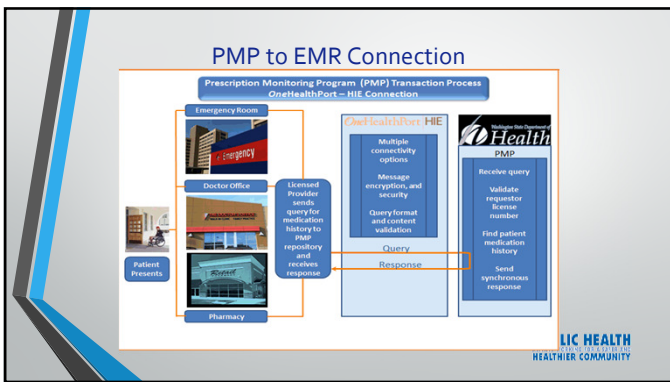 PMP to EMR Connection
Prescription Monitoring Program (PMP) Transaction Process
OneHealthPort – HIE Connection
Emergency Room
Emergency
Doctor Office
Patient
Presents
Pharmacy
Licensed
Provider
sends
query for
medication
history to
PMP
repository
and
receives
response
OneHealthPort HIE
Multiple
connectivity
options
Message
encryption, and
security
Query format
and content
validation
Query
Response
Washington State Department of
Health
PMP
Receive query
Validate
requestor
license
number
Find patient
medication
history
Send
synchronous
response
LIC HEALTH
HEALTHIER COMMUNITY